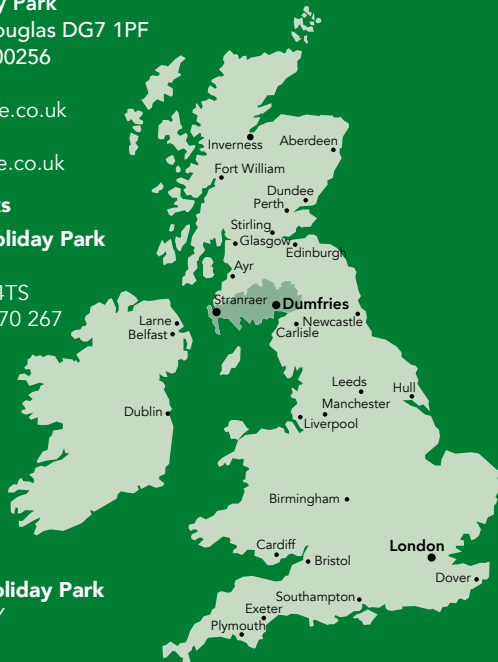 y Park
ouglas DG7 1PF
00256
e.co.uk
e.co.uk
ks
oliday Park
4TS
70 267
oliday Park
Inverness
Aberdeen
Fort William
Dundee
Perth
Stirling
Glasgow
Edinburgh
Ayr
Stranraer
Dumfries
Newcastle
Carlisle
Larne
Belfast
Leeds
Hull
Manchester
Liverpool
Dublin
Birmingham
Cardiff
Bristol
London
Dover
Southampton
Exeter
Plymouth